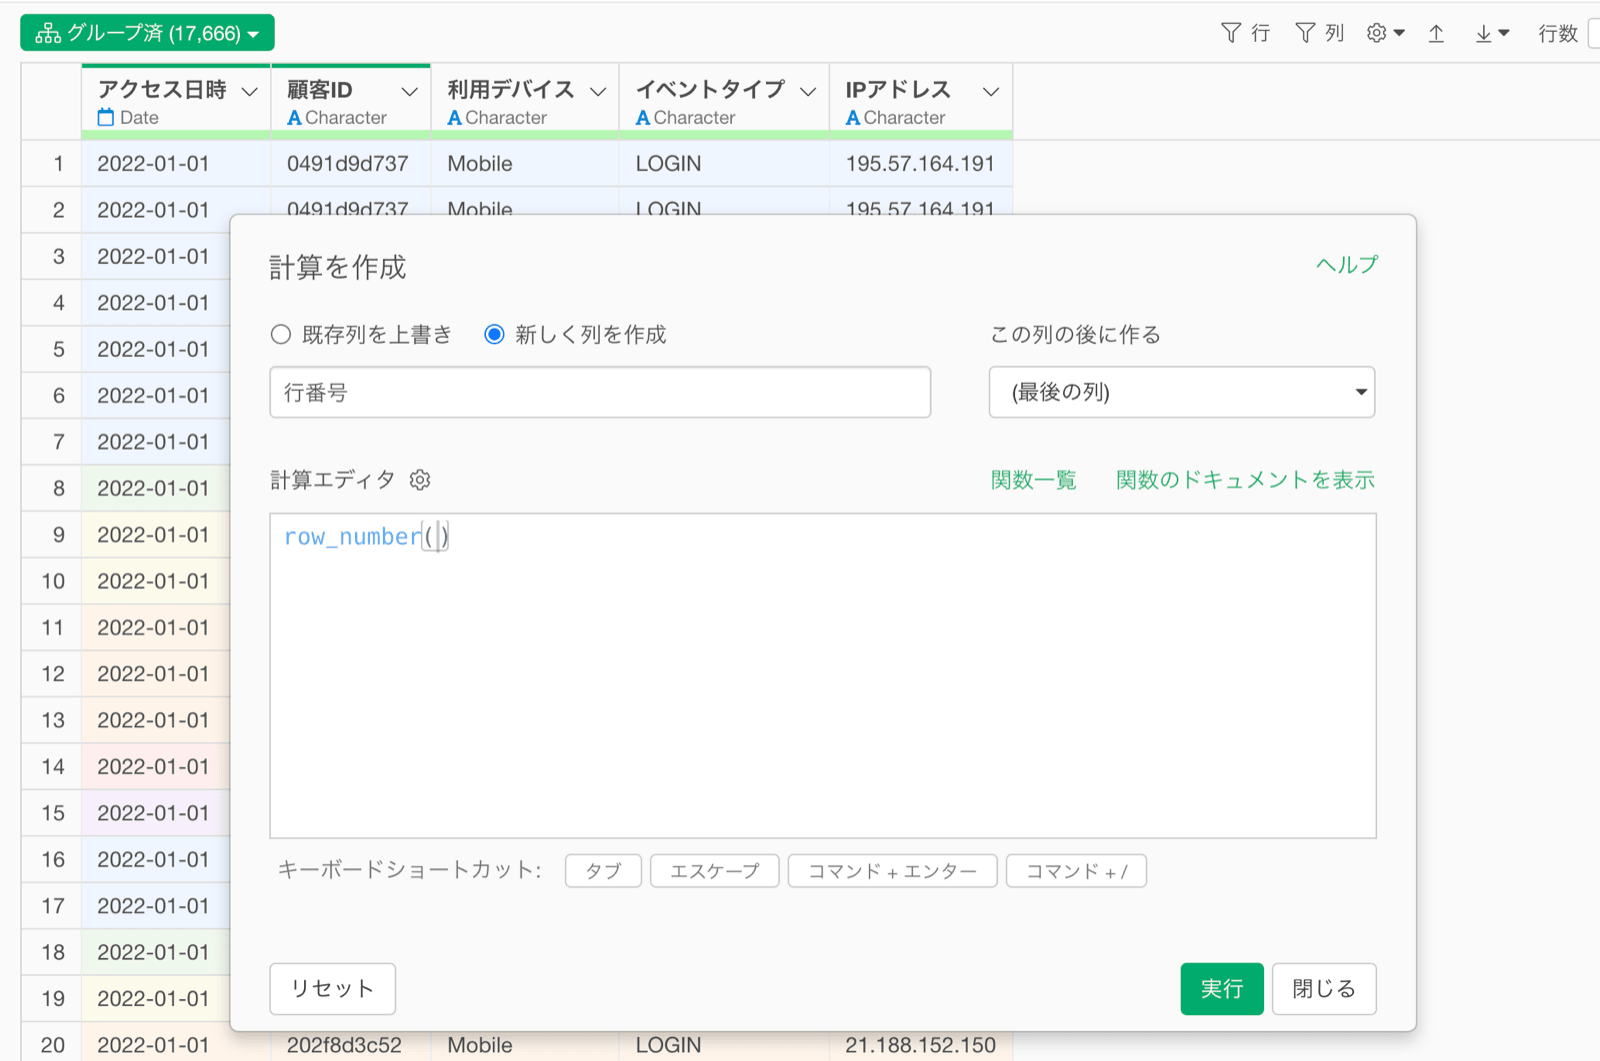 グループ済 (17,666)
行 列 行数
アクセス日時 顧客ID 利用デバイス イベントタイプ IPアドレス
Date A Character A Character A Character A Character
1 2022-01-01 0491d9d737 Mobile LOGIN 195.57.164.191
2 2022-01-01 0491d9d737 Mobile LOGIN 195.57.164.191
3 2022-01-01
4 2022-01-01
5 2022-01-01
6 2022-01-01
7 2022-01-01
8 2022-01-01
9 2022-01-01
10 2022-01-01
11 2022-01-01
12 2022-01-01
13 2022-01-01
14 2022-01-01
15 2022-01-01
16 2022-01-01
17 2022-01-01
18 2022-01-01
19 2022-01-01
20 2022-01-01 202f8d3c52 Mobile LOGIN 21.188.152.150
計算を作成 ヘルプ
既存列を上書き 新しく列を作成 この列の後に作る
行番号 (最後の列)
計算エディタ 関数一覧 関数のドキュメントを表示
row_number()
キーボードショートカット: タブ エスケープ コマンド + エンター コマンド + /
リセット 実行 閉じる